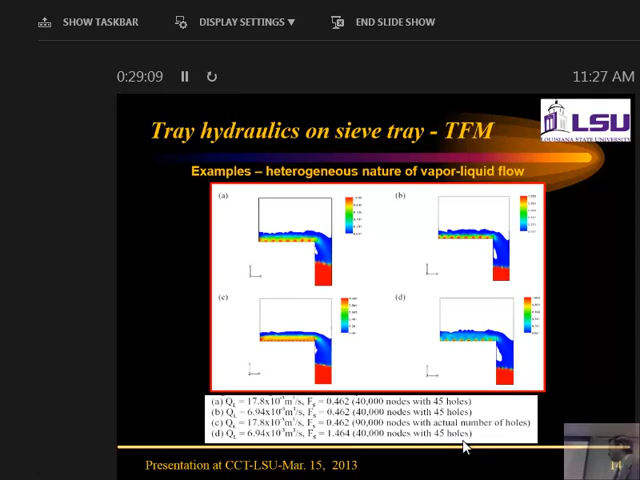 SHOW TASKBAR
DISPLAY SETTINGS ▼
END SLIDE SHOW
0:29:09
11:27 AM
Tray hydraulics on sieve tray - TFM
LSU
LOUISIANA STATE UNIVERSITY
Examples – heterogeneous nature of vapor-liquid flow
(a)
(b)
(c)
(d)
(a) Q_L = 17.8x10⁻³m³/s, F_s = 0.462 (40,000 nodes with 45 holes)
(b) Q_L = 6.94x10⁻³m³/s, F_s = 0.462 (40,000 nodes with 45 holes)
(c) Q_L = 17.8x10⁻³m³/s, F_s = 0.462 (90,000 nodes with actual number of holes)
(d) Q_L = 6.94x10⁻³m³/s, F_s = 1.464 (40,000 nodes with 45 holes)
Presentation at CCT-LSU-Mar. 15, 2013
14